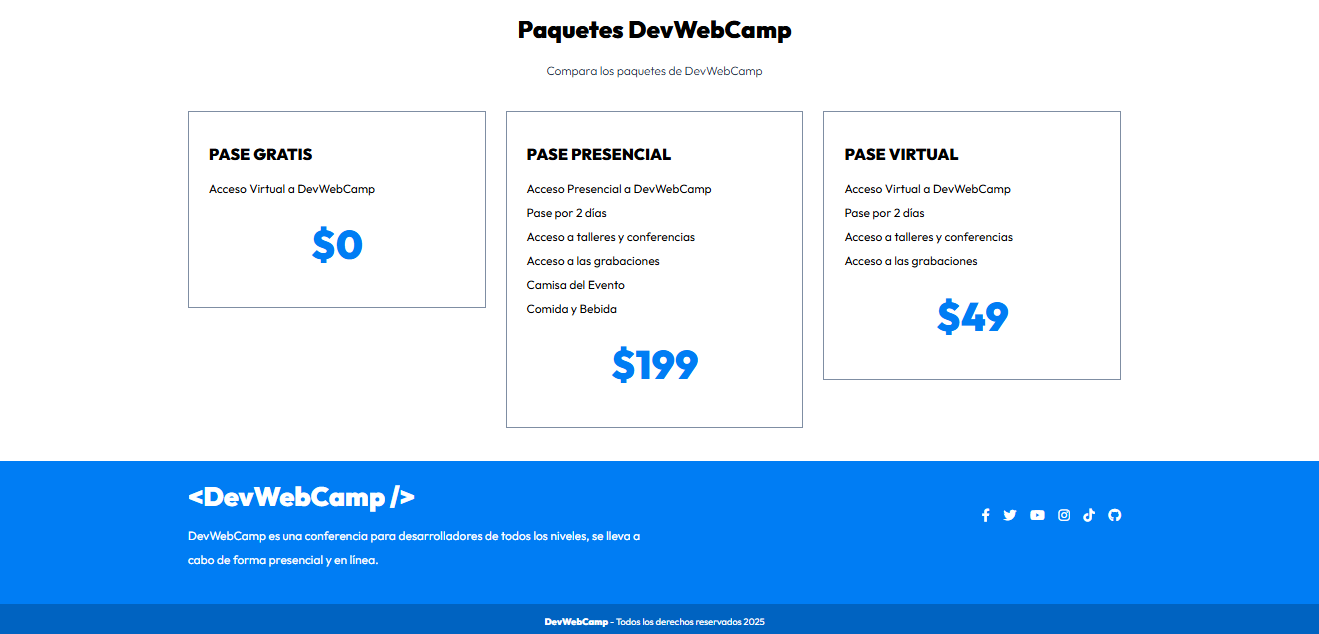 Paquetes DevWebCamp
Compara los paquetes de DevWebCamp
PASE GRATIS
Acceso Virtual a DevWebCamp
$0
PASE PRESENCIAL
Acceso Presencial a DevWebCamp
Pase por 2 días
Acceso a talleres y conferencias
Acceso a las grabaciones
Camisa del Evento
Comida y Bebida
$199
PASE VIRTUAL
Acceso Virtual a DevWebCamp
Pase por 2 días
Acceso a talleres y conferencias
Acceso a las grabaciones
$49
<DevWebCamp />
DevWebCamp es una conferencia para desarrolladores de todos los niveles, se lleva a
cabo de forma presencial y en línea.
DevWebCamp - Todos los derechos reservados 2025